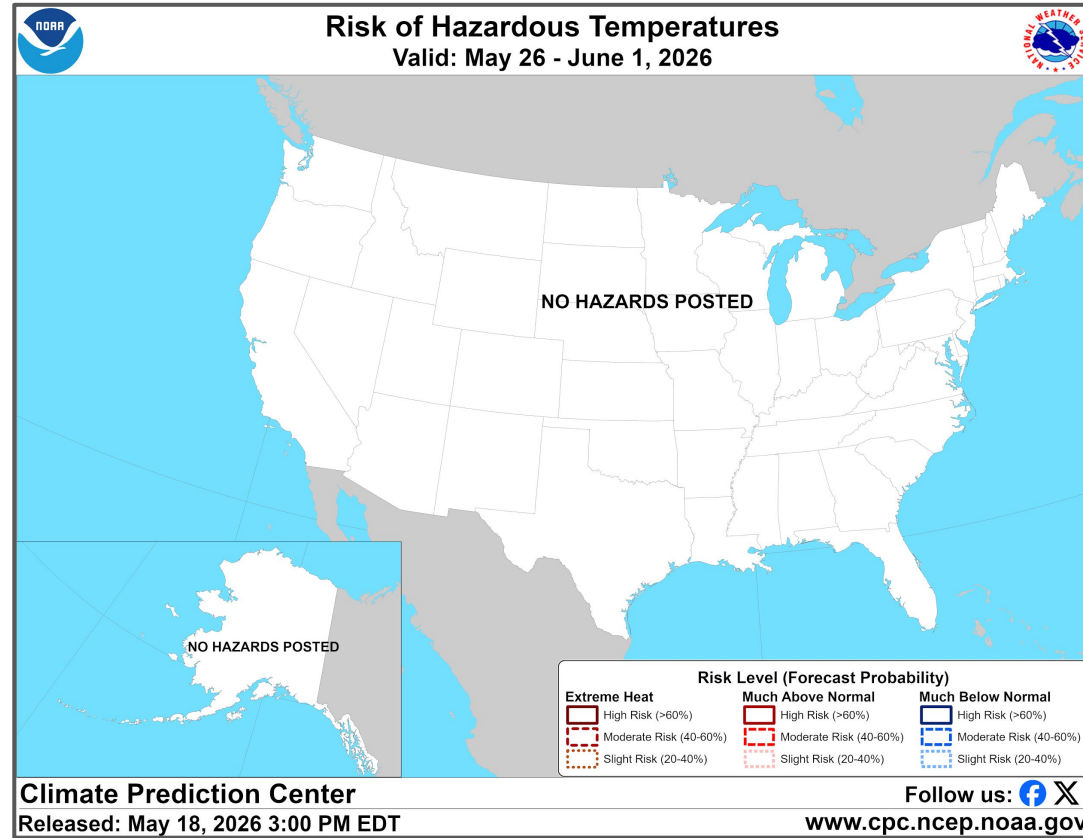 NOAA
Risk of Hazardous Temperatures
Valid: May 26 - June 1, 2026
NATIONAL WEATHER SERVICE
NO HAZARDS POSTED
NO HAZARDS POSTED
Risk Level (Forecast Probability)
Extreme Heat Much Above Normal Much Below Normal
High Risk (>60%) High Risk (>60%) High Risk (>60%)
Moderate Risk (40-60%) Moderate Risk (40-60%) Moderate Risk (40-60%)
Slight Risk (20-40%) Slight Risk (20-40%) Slight Risk (20-40%)
Climate Prediction Center
Follow us:
Released: May 18, 2026 3:00 PM EDT
www.cpc.ncep.noaa.gov